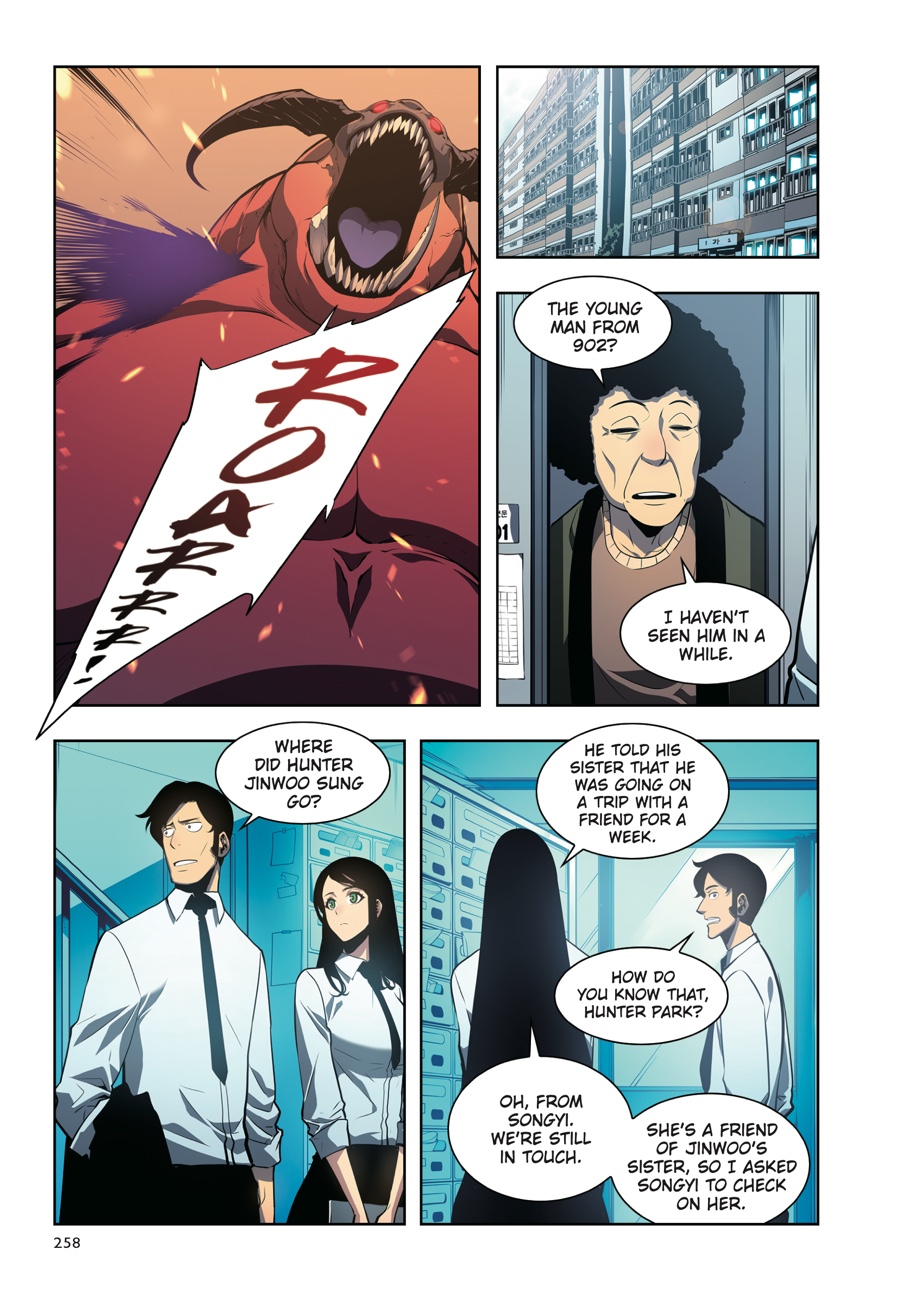 ROARRR!
THE YOUNG
MAN FROM
902?
I HAVEN'T
SEEN HIM IN A
WHILE.
WHERE
DID HUNTER
JINWOO SUNG
GO?
HE TOLD HIS
SISTER THAT HE
WAS GOING ON
A TRIP WITH A
FRIEND FOR A
WEEK.
HOW DO
YOU KNOW THAT,
HUNTER PARK?
OH, FROM
SONGYI.
WE'RE STILL
IN TOUCH.
SHE'S A FRIEND
OF JINWOO'S
SISTER, SO I ASKED
SONGYI TO CHECK
ON HER.
258